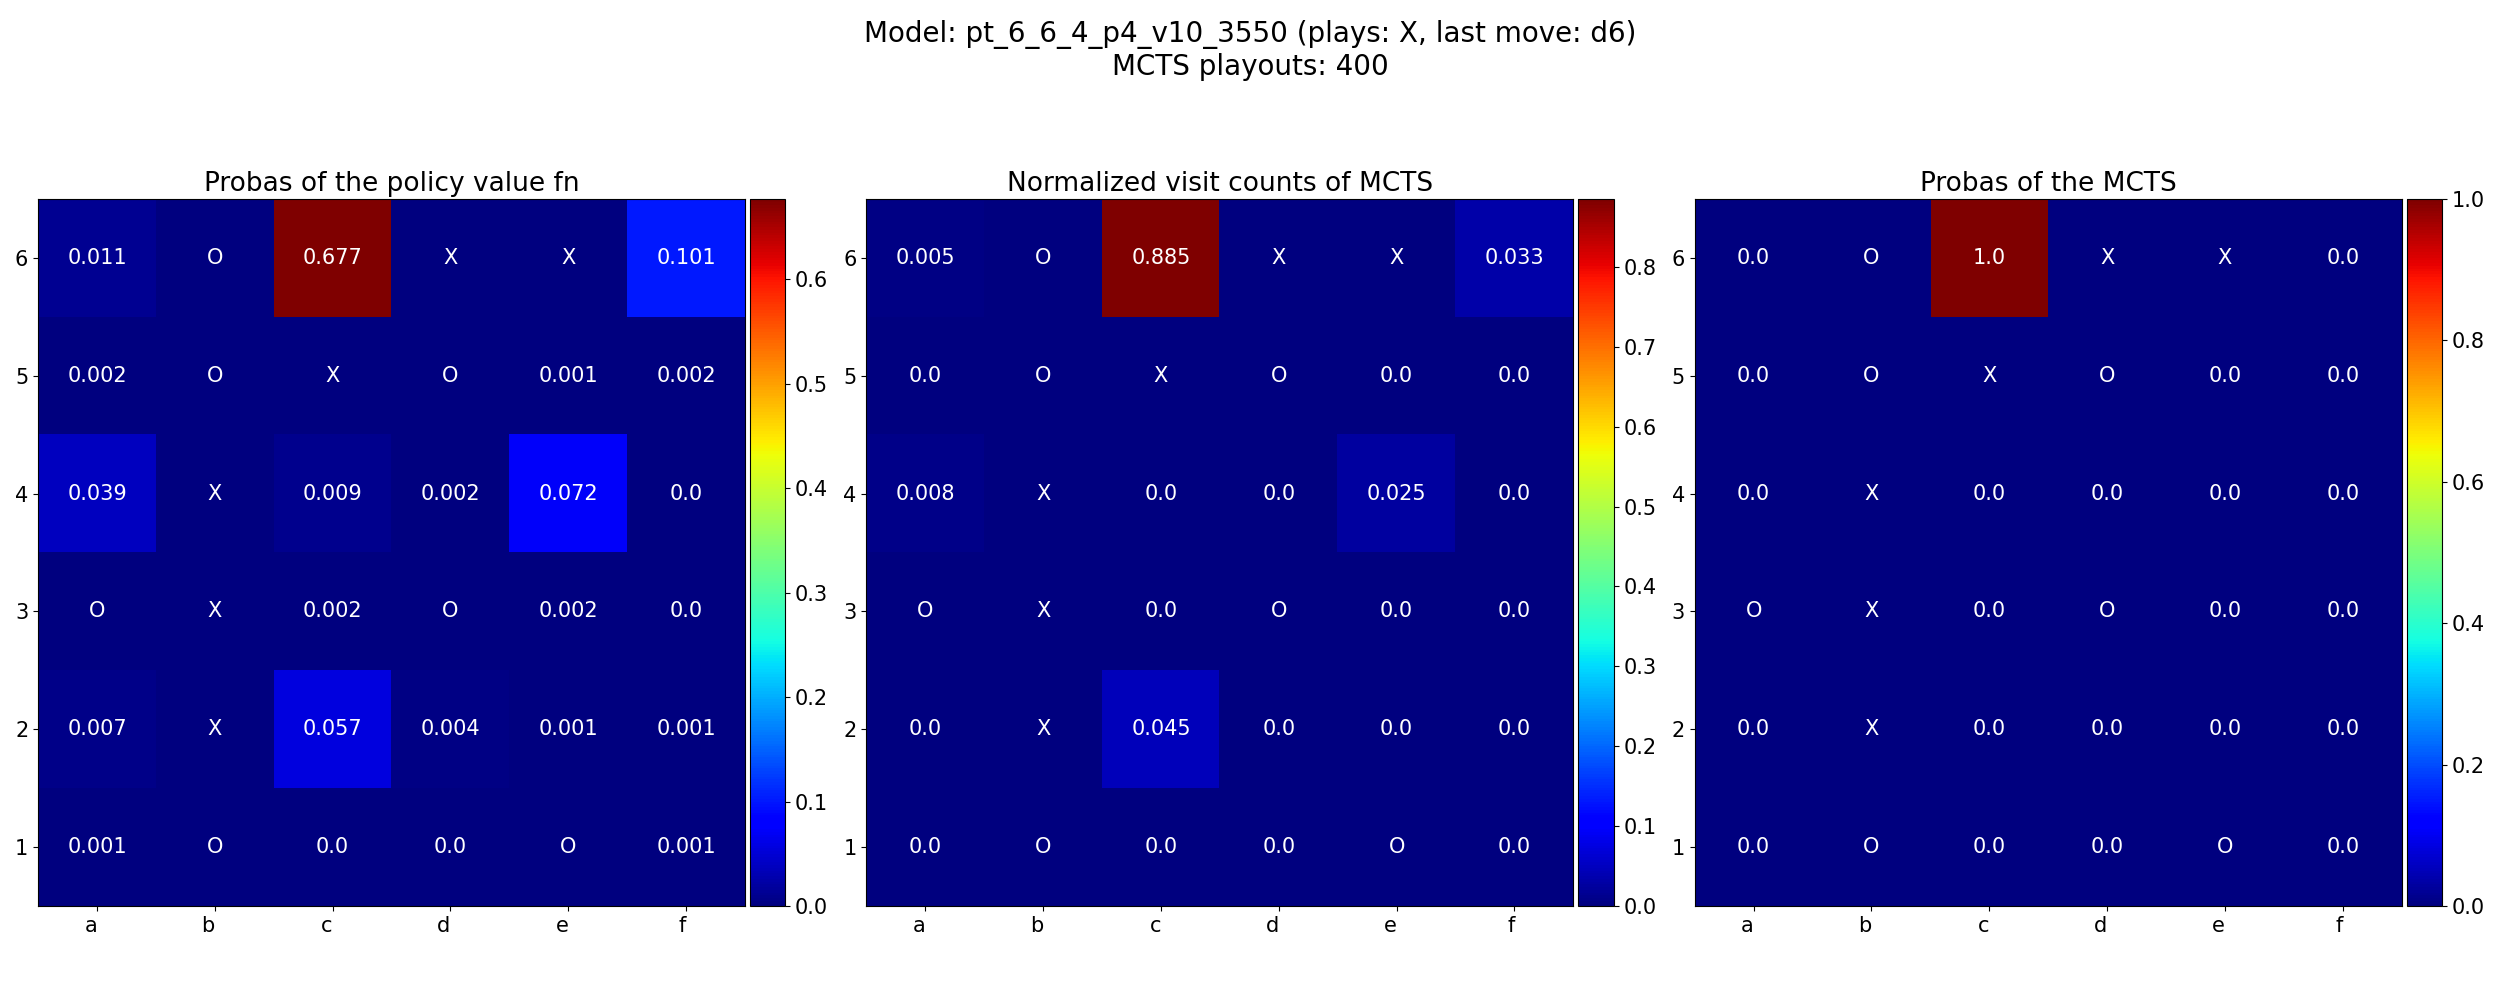 Model: pt_6_6_4_p4_v10_3550 (plays: X, last move: d6)
MCTS playouts: 400
Probas of the policy value fn
6 0.011 O 0.677 X X 0.101
5 0.002 O X O 0.001 0.002
4 0.039 X 0.009 0.002 0.072 0.0
3 O X 0.002 O 0.002 0.0
2 0.007 X 0.057 0.004 0.001 0.001
1 0.001 O 0.0 0.0 O 0.001
a b c d e f
0.6
0.5
0.4
0.3
0.2
0.1
0.0
Normalized visit counts of MCTS
6 0.005 O 0.885 X X 0.033
5 0.0 O X O 0.0 0.0
4 0.008 X 0.0 0.0 0.025 0.0
3 O X 0.0 O 0.0 0.0
2 0.0 X 0.045 0.0 0.0 0.0
1 0.0 O 0.0 0.0 O 0.0
a b c d e f
0.8
0.7
0.6
0.5
0.4
0.3
0.2
0.1
0.0
Probas of the MCTS
6 0.0 O 1.0 X X 0.0
5 0.0 O X O 0.0 0.0
4 0.0 X 0.0 0.0 0.0 0.0
3 O X 0.0 O 0.0 0.0
2 0.0 X 0.0 0.0 0.0 0.0
1 0.0 O 0.0 0.0 O 0.0
a b c d e f
1.0
0.8
0.6
0.4
0.2
0.0